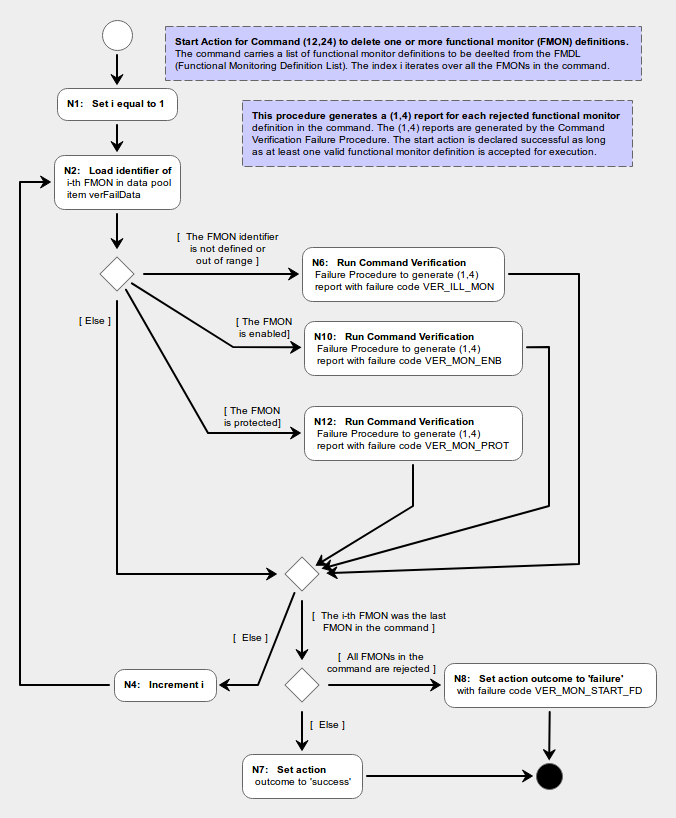 Start Action for Command (12,24) to delete one or more functional monitor (FMON) definitions.
The command carries a list of functional monitor definitions to be deelted from the FMDL
(Functional Monitoring Definition List). The index i iterates over all the FMONs in the command.
N1: Set i equal to 1
This procedure generates a (1,4) report for each rejected functional monitor
definition in the command. The (1,4) reports are generated by the Command
Verification Failure Procedure. The start action is declared successful as long
as at least one valid functional monitor definition is accepted for execution.
N2: Load identifier of
i-th FMON in data pool
item verFailData
[ The FMON identifier
is not defined or
out of range ]
N6: Run Command Verification
Failure Procedure to generate (1,4)
report with failure code VER_ILL_MON
[ Else ]
[ The FMON
is enabled]
N10: Run Command Verification
Failure Procedure to generate (1,4)
report with failure code VER_MON_ENB
[ The FMON
is protected]
N12: Run Command Verification
Failure Procedure to generate (1,4)
report with failure code VER_MON_PROT
[ The i-th FMON was the last
FMON in the command ]
[ Else ]
[ All FMONs in the
command are rejected ]
N4: Increment i
N8: Set action outcome to 'failure'
with failure code VER_MON_START_FD
[ Else ]
N7: Set action
outcome to 'success'